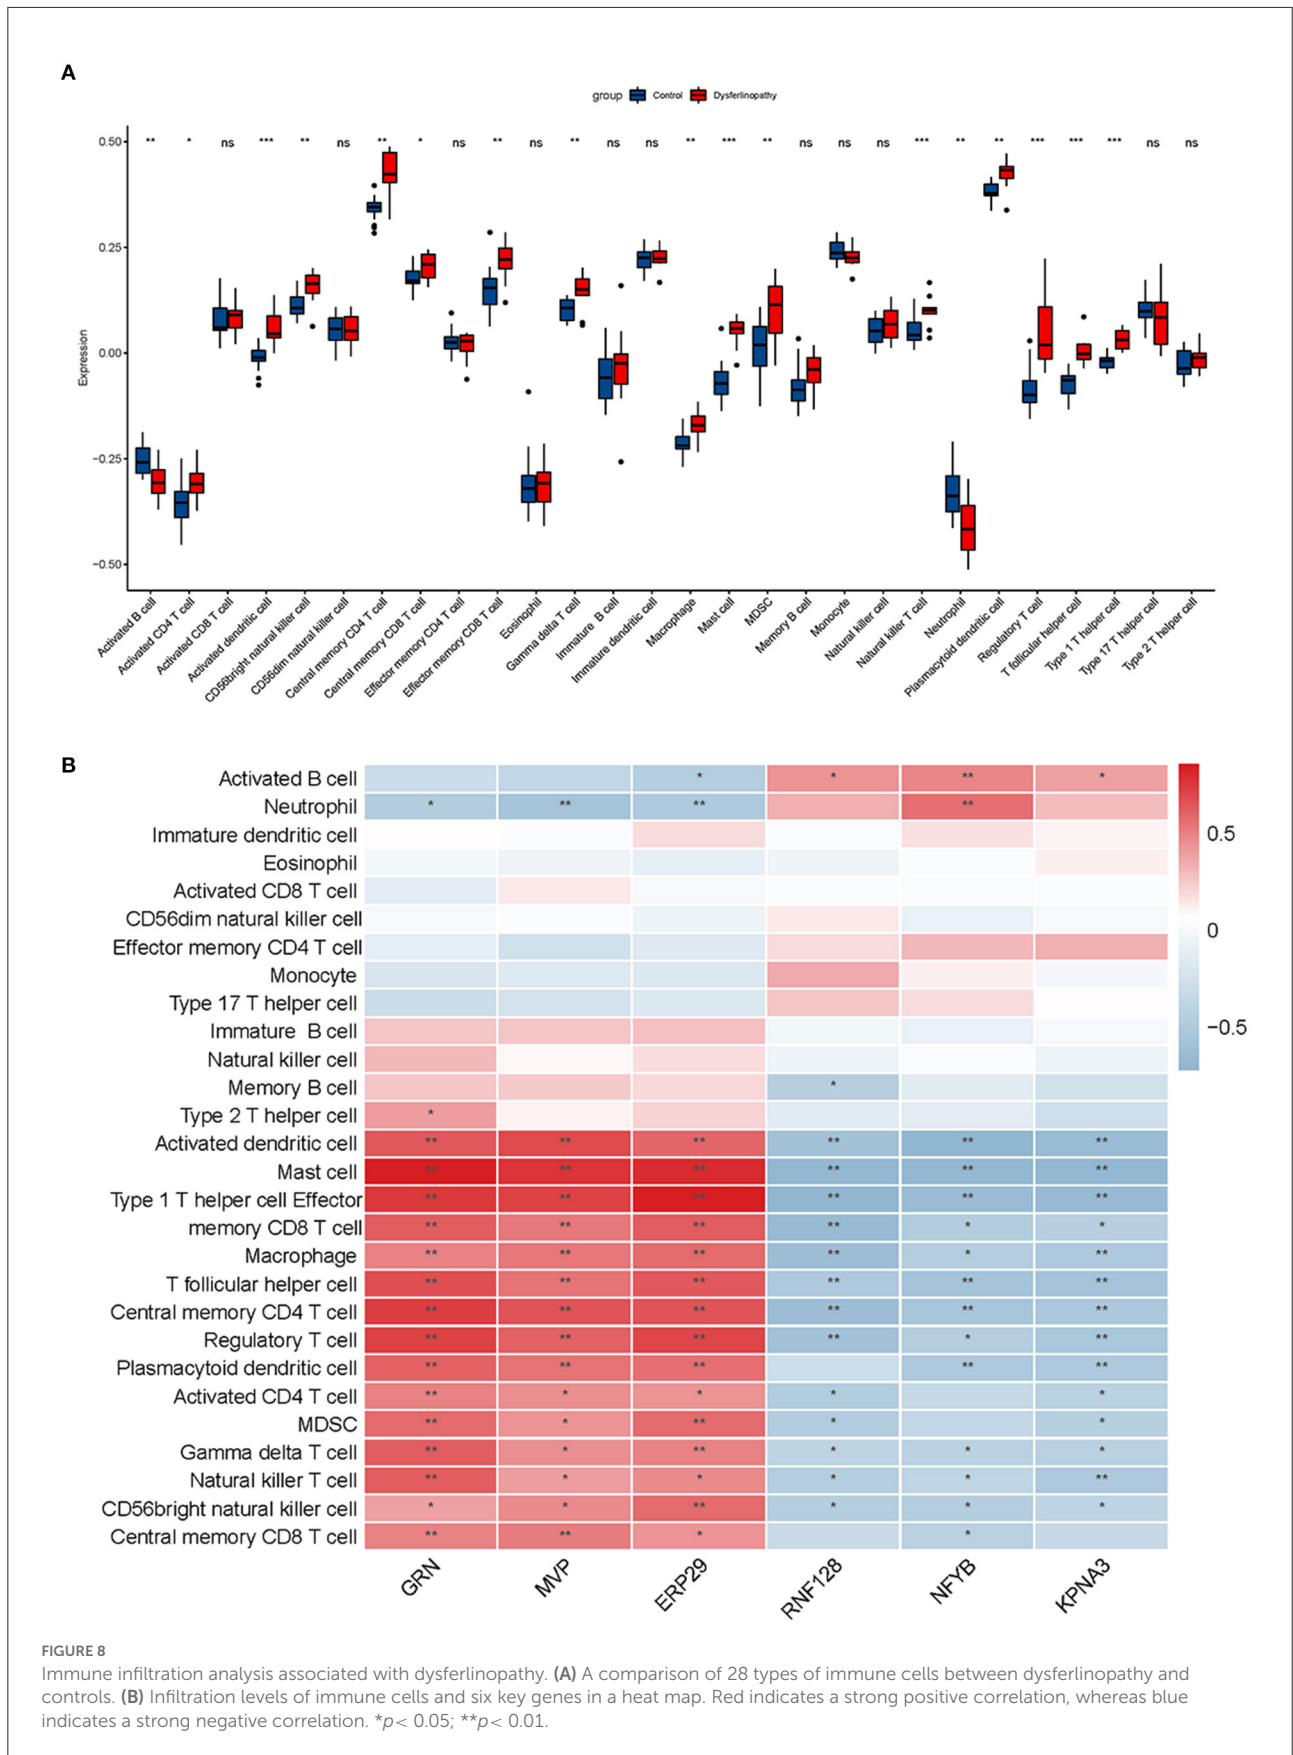 A
group Control Dysferlinopathy
** * ns *** ** ns ** * ns ** ns ** ns ns ** *** ** ns ns ns *** ** ** *** *** *** ns ns
0.50
0.25
0.00
−0.25
−0.50
Expression
Activated B cell
Activated CD4 T cell
Activated CD8 T cell
Activated dendritic cell
CD56bright natural killer cell
CD56dim natural killer cell
Central memory CD4 T cell
Central memory CD8 T cell
Effector memory CD4 T cell
Effector memory CD8 T cell
Eosinophil
Gamma delta T cell
Immature B cell
Immature dendritic cell
Macrophage
Mast cell
MDSC
Memory B cell
Monocyte
Natural killer cell
Natural killer T cell
Neutrophil
Plasmacytoid dendritic cell
Regulatory T cell
T follicular helper cell
Type 1 T helper cell
Type 17 T helper cell
Type 2 T helper cell
B
Activated B cell * * ** *
Neutrophil * ** ** **
Immature dendritic cell
Eosinophil
Activated CD8 T cell
CD56dim natural killer cell
Effector memory CD4 T cell
Monocyte
Type 17 T helper cell
Immature B cell
Natural killer cell
Memory B cell *
Type 2 T helper cell *
Activated dendritic cell ** ** ** ** ** **
Mast cell ** ** ** ** ** **
Type 1 T helper cell Effector ** ** ** ** ** **
memory CD8 T cell ** ** ** ** * *
Macrophage ** ** ** ** * **
T follicular helper cell ** ** ** ** ** **
Central memory CD4 T cell ** ** ** ** ** **
Regulatory T cell ** ** ** ** * **
Plasmacytoid dendritic cell ** ** ** ** **
Activated CD4 T cell ** * * * *
MDSC ** * ** * *
Gamma delta T cell ** * ** * * *
Natural killer T cell ** * * * * **
CD56bright natural killer cell * * ** * * *
Central memory CD8 T cell ** ** * *
GRN
MVP
ERP29
RNF128
NFYB
KPNA3
0.5
0
−0.5
FIGURE 8
Immune infiltration analysis associated with dysferlinopathy. (A) A comparison of 28 types of immune cells between dysferlinopathy and
controls. (B) Infiltration levels of immune cells and six key genes in a heat map. Red indicates a strong positive correlation, whereas blue
indicates a strong negative correlation. *p< 0.05; **p< 0.01.